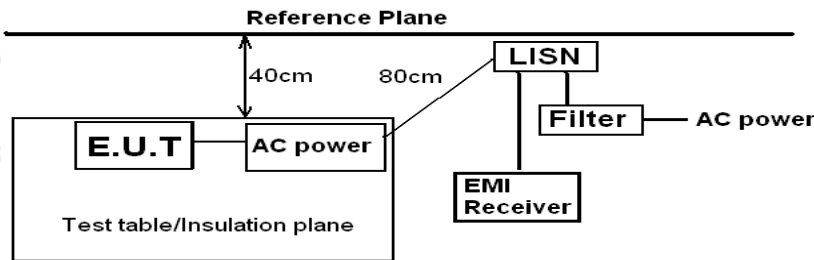 Reference Plane
LISN
40cm
80cm
Filter
AC power
E.U.T
AC power
EMI
Receiver
Test table/Insulation plane